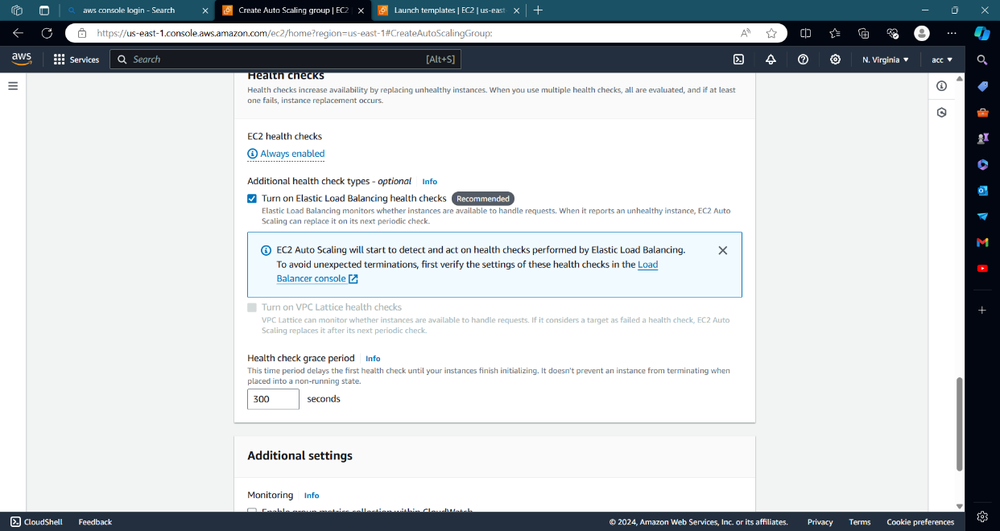 aws console login - Search
Create Auto Scaling group | EC2
Launch templates | EC2 | us-east
https://us-east-1.console.aws.amazon.com/ec2/home?region=us-east-1#CreateAutoScalingGroup:
aws
Services
Search
[Alt+S]
N. Virginia
acc
Health checks
Health checks increase availability by replacing unhealthy instances. When you use multiple health checks, all are evaluated, and if at least
one fails, instance replacement occurs.
EC2 health checks
Always enabled
Additional health check types - optional Info
Turn on Elastic Load Balancing health checks Recommended
Elastic Load Balancing monitors whether instances are available to handle requests. When it reports an unhealthy instance, EC2 Auto
Scaling can replace it on its next periodic check.
EC2 Auto Scaling will start to detect and act on health checks performed by Elastic Load Balancing.
To avoid unexpected terminations, first verify the settings of these health checks in the Load
Balancer console
Turn on VPC Lattice health checks
VPC Lattice can monitor whether instances are available to handle requests. If it considers a target as failed a health check, EC2 Auto
Scaling replaces it after its next periodic check.
Health check grace period Info
This time period delays the first health check until your instances finish initializing. It doesn't prevent an instance from terminating when
placed into a non-running state.
300 seconds
Additional settings
Monitoring Info
Enable group metrics collection within CloudWatch
CloudShell Feedback © 2024, Amazon Web Services, Inc. or its affiliates. Privacy Terms Cookie preferences